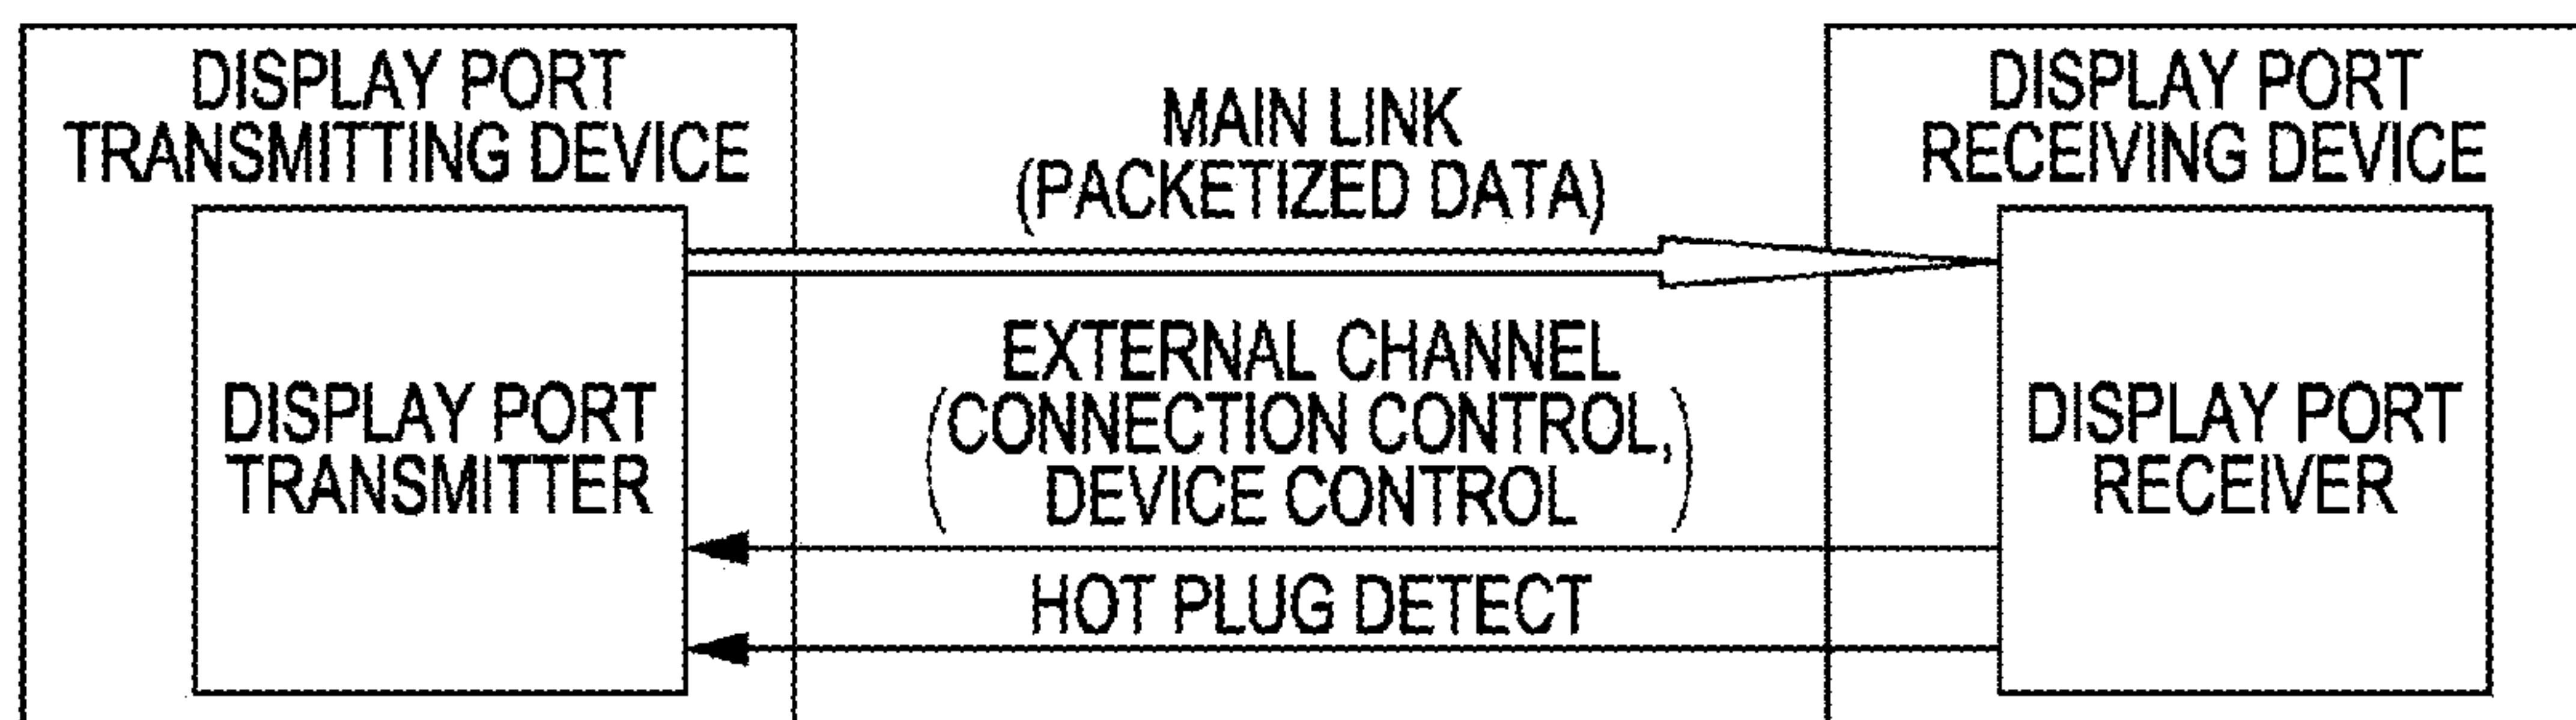 DISPLAY PORT
TRANSMITTING DEVICE
DISPLAY PORT
TRANSMITTER
MAIN LINK
(PACKETIZED DATA)
EXTERNAL CHANNEL
(CONNECTION CONTROL,
DEVICE CONTROL)
HOT PLUG DETECT
DISPLAY PORT
RECEIVING DEVICE
DISPLAY PORT
RECEIVER